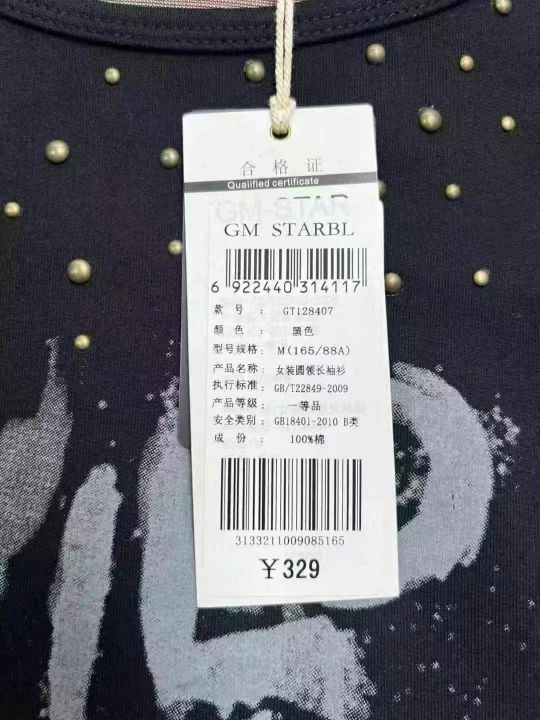 合格证
Qualified certificate
GM-STAR
GM STARBL
6 922440 314117
款 号 : GT128407
颜 色 : 黑色
型号规格: M(165/88A)
产品名称: 女装圆领长袖衫
执行标准: GB/T22849-2009
产品等级: 一等品
安全类别: GB18401-2010 B类
成 份 : 100%棉
3133211009085165
¥329